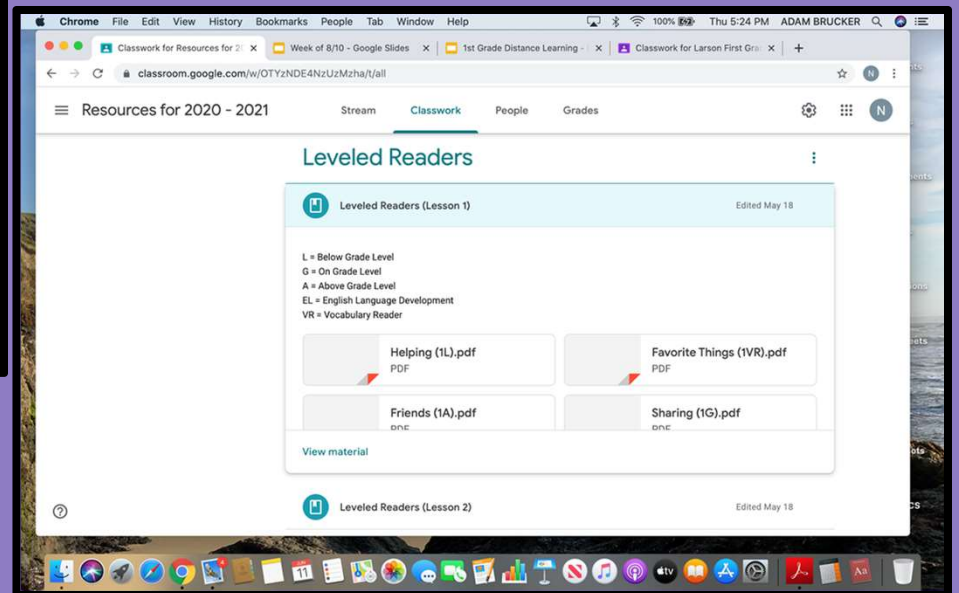 Chrome File Edit View History Bookmarks People Tab Window Help 100% Thu 5:24 PM ADAM BRUCKER
Classwork for Resources for 2 Week of 8/10 - Google Slides 1st Grade Distance Learning - Classwork for Larson First Gra
classroom.google.com/w/OTYzNDE4NzUzMzha/t/all N
Resources for 2020 - 2021 Stream Classwork People Grades N
Leveled Readers
Leveled Readers (Lesson 1) Edited May 18
L = Below Grade Level
G = On Grade Level
A = Above Grade Level
EL = English Language Development
VR = Vocabulary Reader
Helping (1L).pdf Favorite Things (1VR).pdf
PDF PDF
Friends (1A).pdf Sharing (1G).pdf
PDF PDF
View material
Leveled Readers (Lesson 2) Edited May 18
11 tv Aa